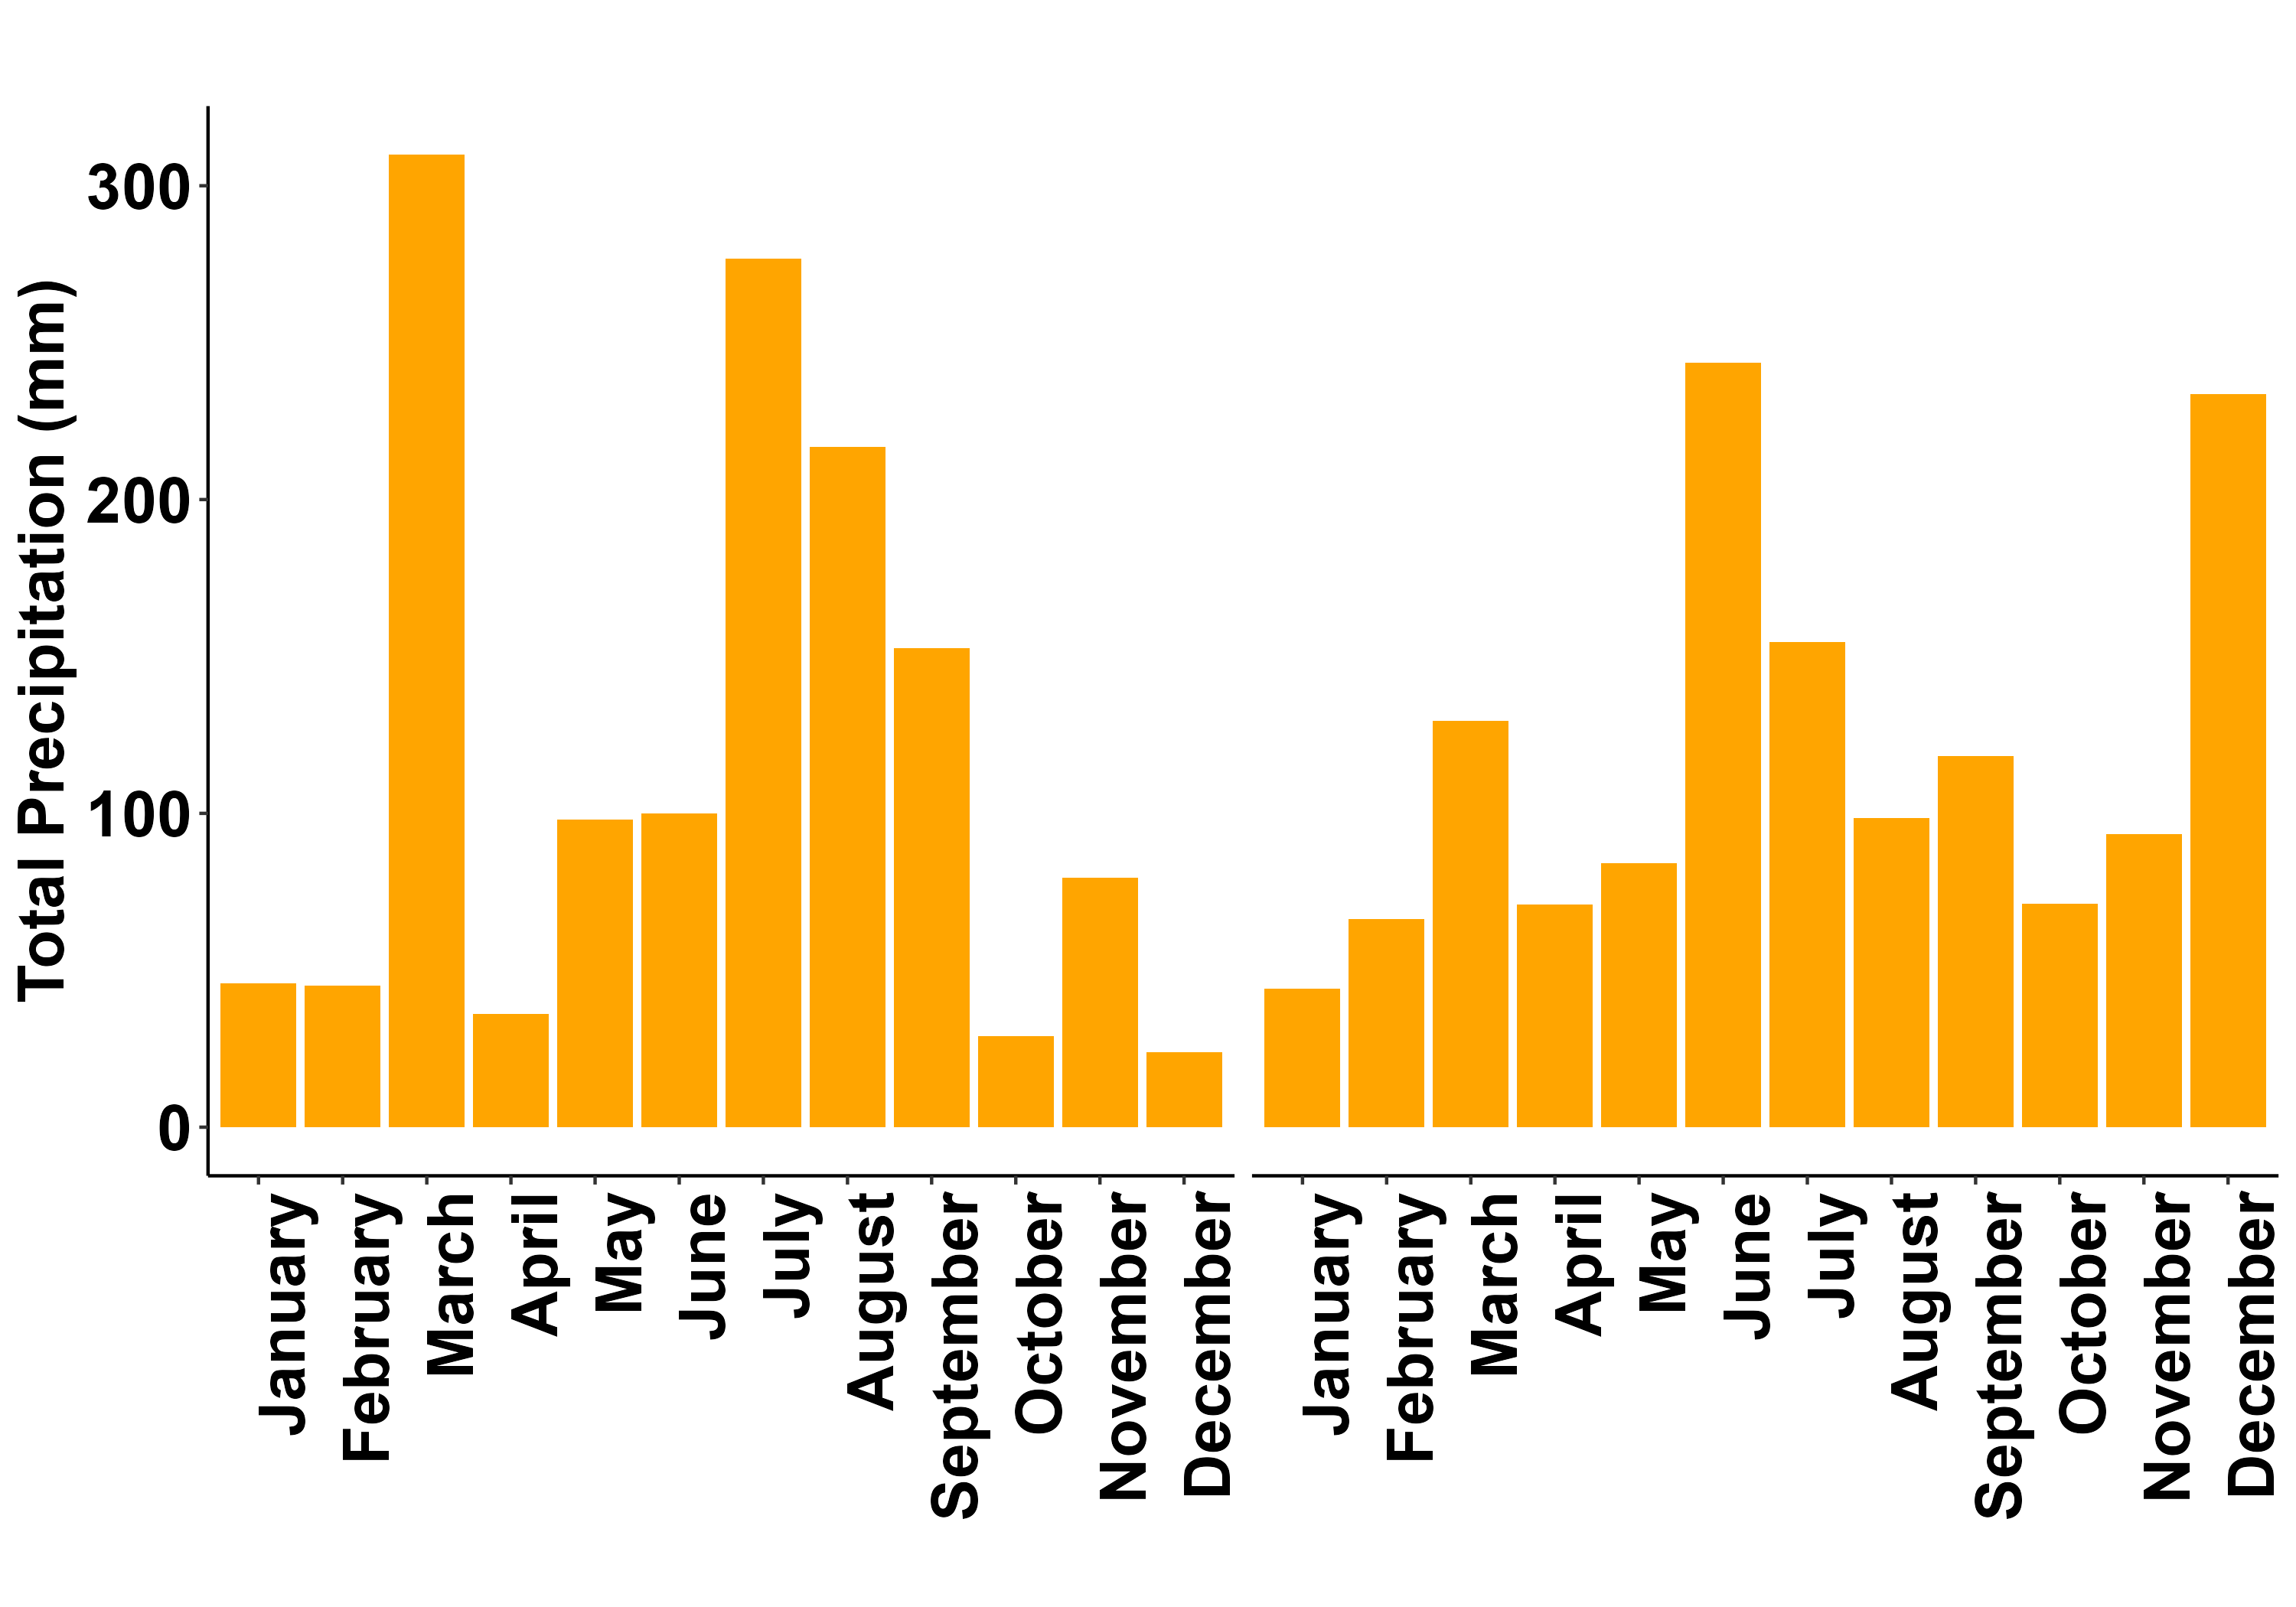 Total Precipitation (mm)
300
200
100
0
January
February
March
April
May
June
July
August
September
October
November
December
January
February
March
April
May
June
July
August
September
October
November
December